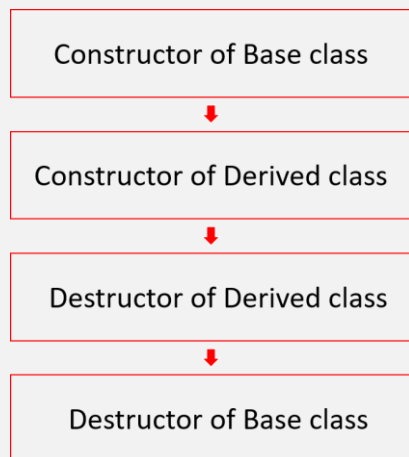 Constructor of Base class
Constructor of Derived class
Destructor of Derived class
Destructor of Base class